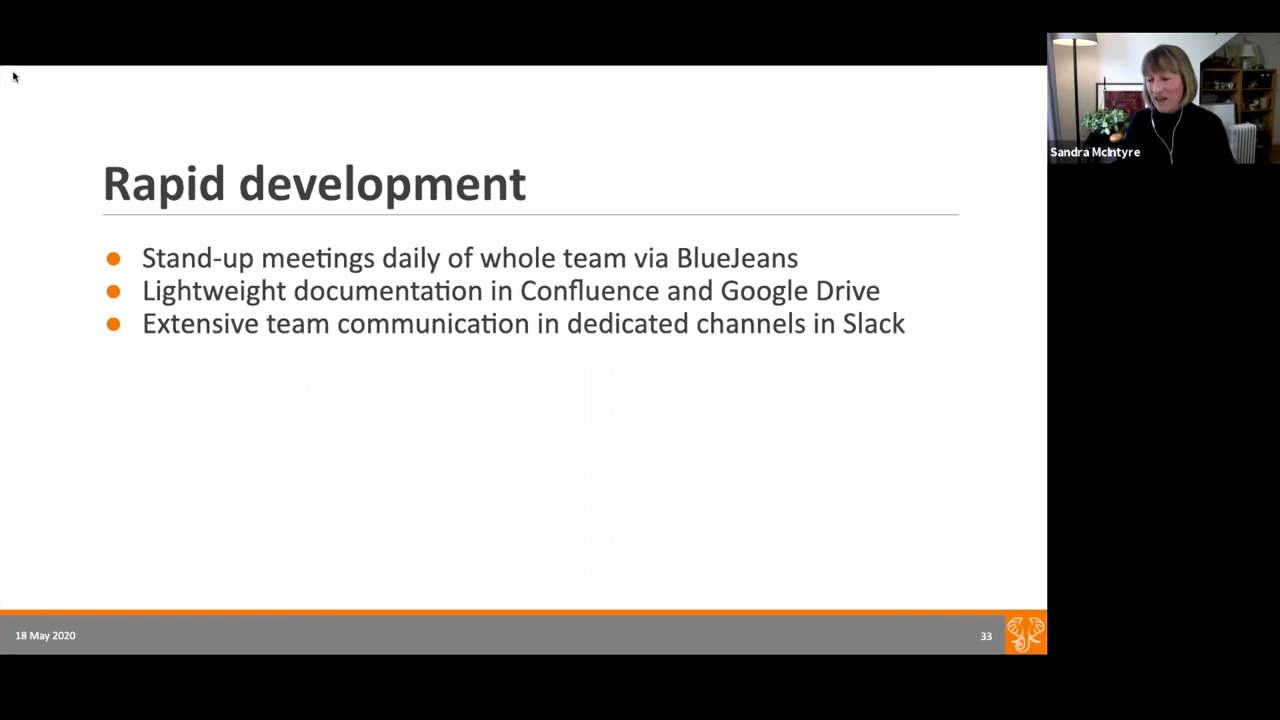 Sandra McIntyre
Rapid development
Stand-up meetings daily of whole team via BlueJeans
Lightweight documentation in Confluence and Google Drive
Extensive team communication in dedicated channels in Slack
18 May 2020
33